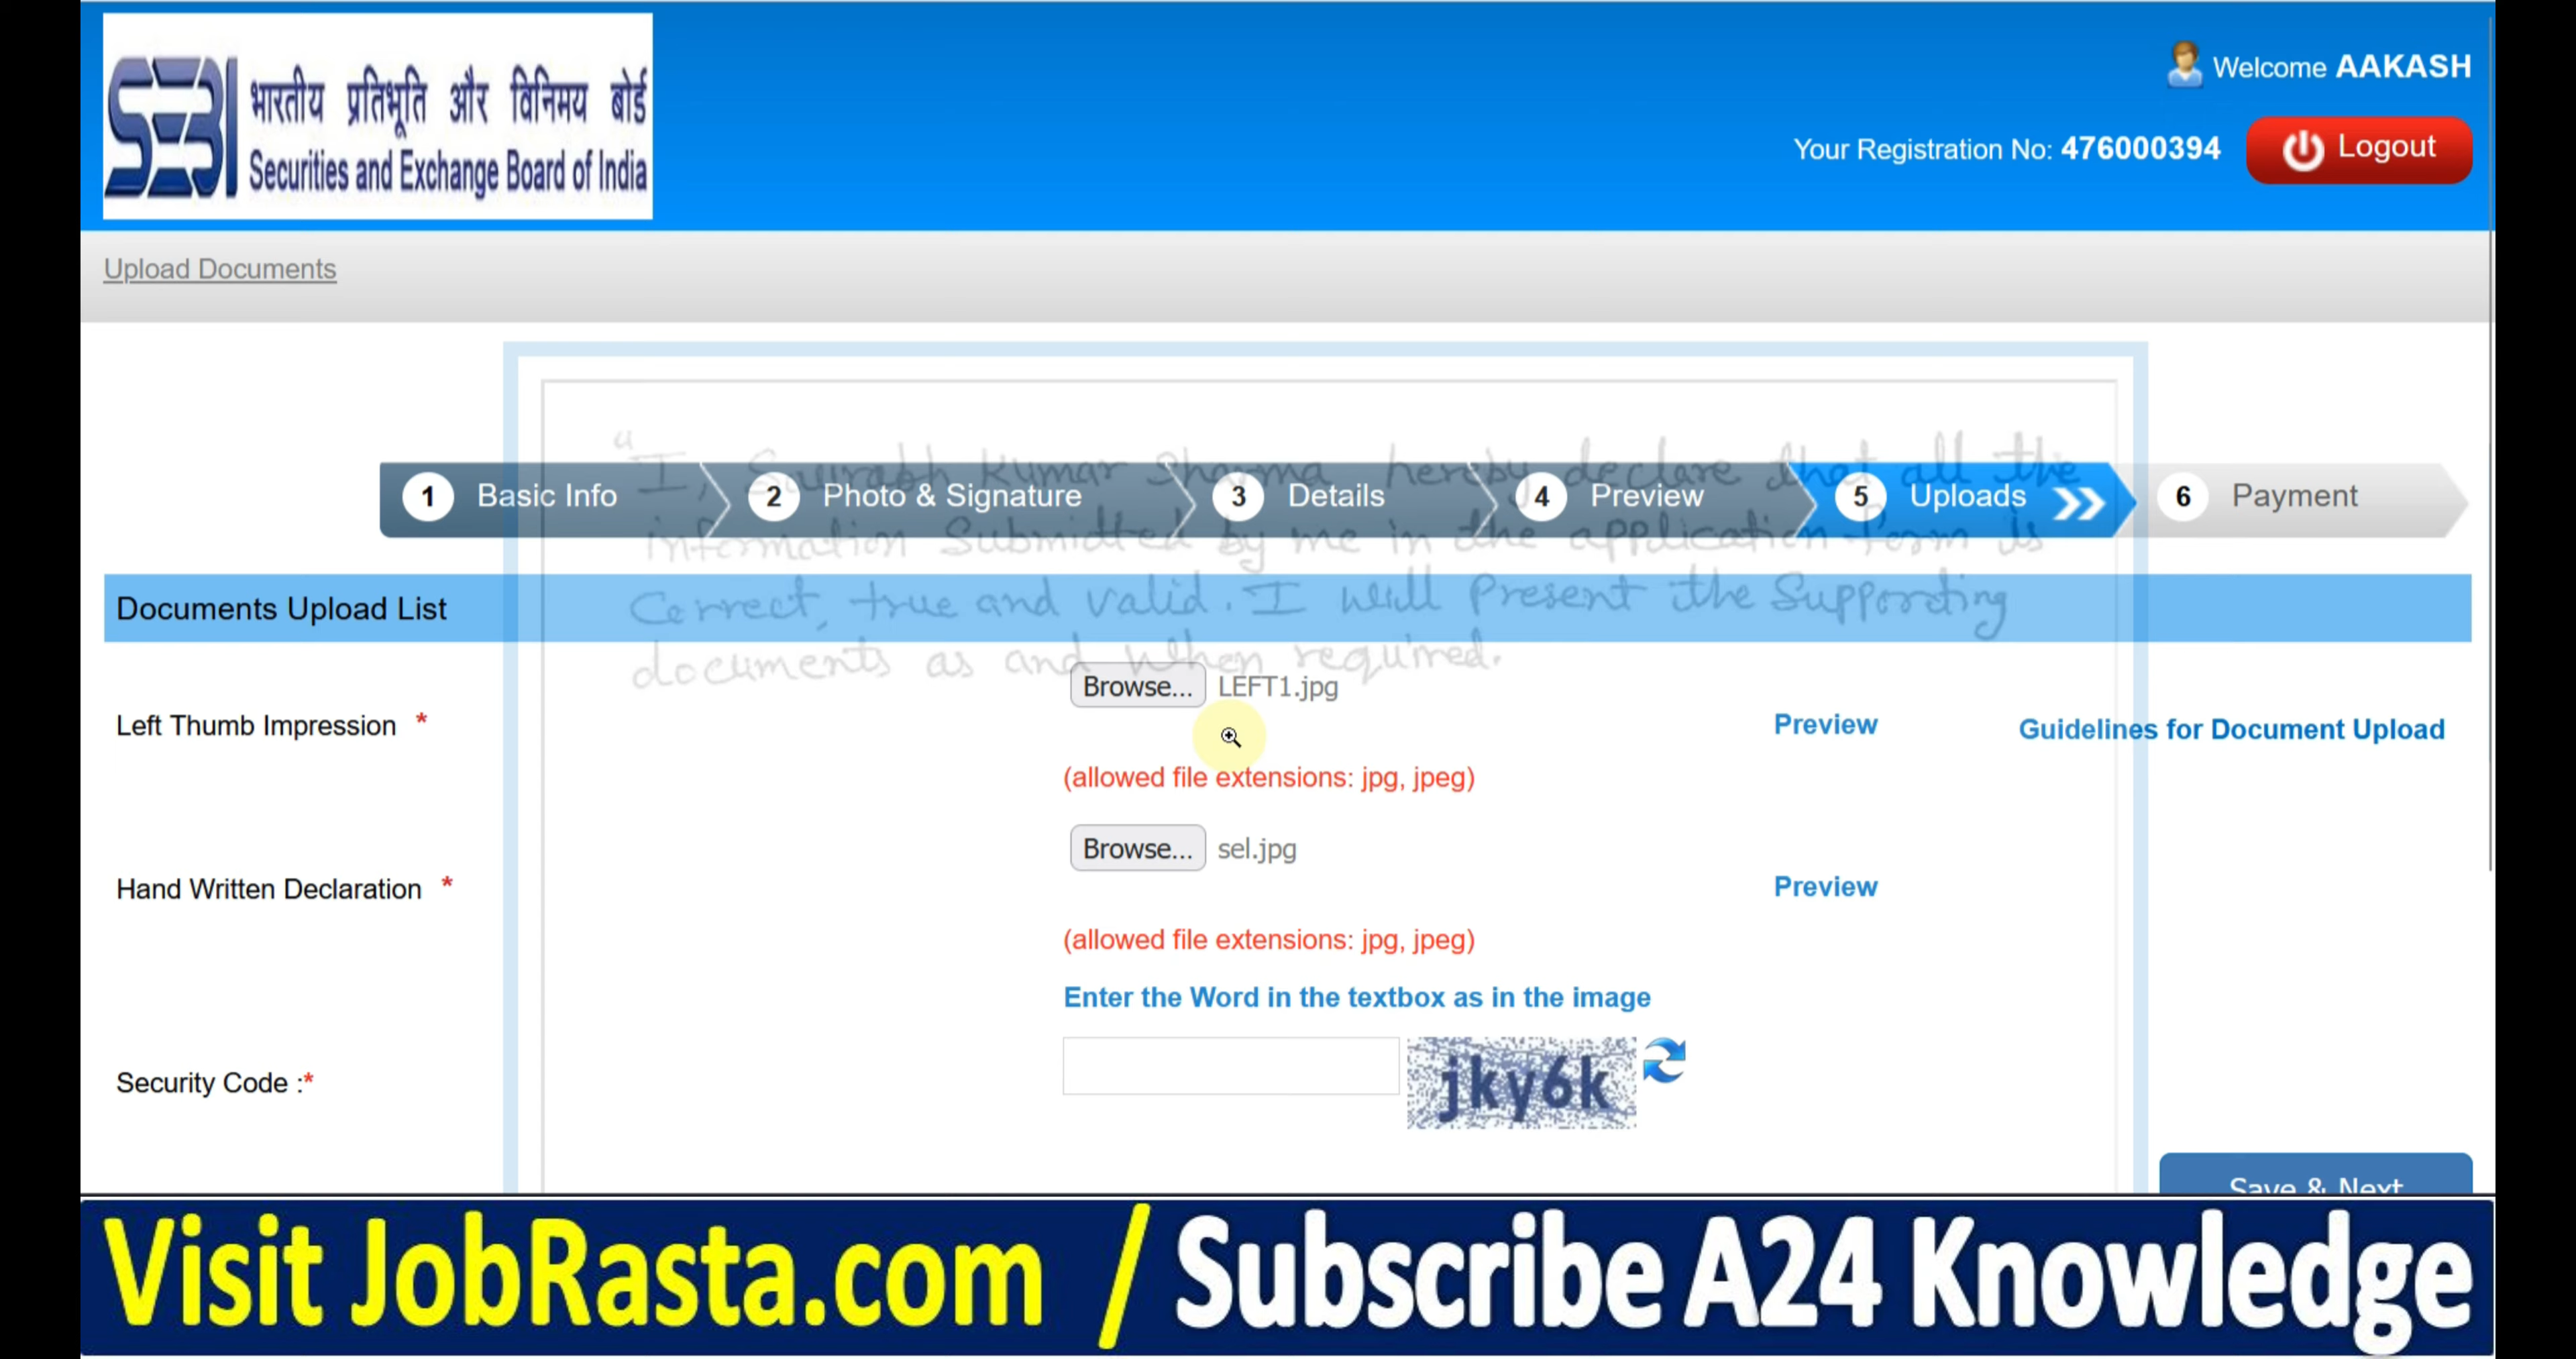 SEBI
भारतीय प्रतिभूति और विनिमय बोर्ड
Securities and Exchange Board of India
Welcome AAKASH
Your Registration No: 476000394
Logout
Upload Documents
"I, Saurabh Kumar Sharma hereby declare that all the
information Submitted by me in the application form is
Correct, true and valid. I will Present the Supporting
documents as and when required.
1 Basic Info
2 Photo & Signature
3 Details
4 Preview
5 Uploads
6 Payment
Documents Upload List
Left Thumb Impression *
Browse... LEFT1.jpg
Preview
Guidelines for Document Upload
(allowed file extensions: jpg, jpeg)
Hand Written Declaration *
Browse... sel.jpg
Preview
(allowed file extensions: jpg, jpeg)
Enter the Word in the textbox as in the image
Security Code :*
jky6k
Save & Next
Visit JobRasta.com / Subscribe A24 Knowledge